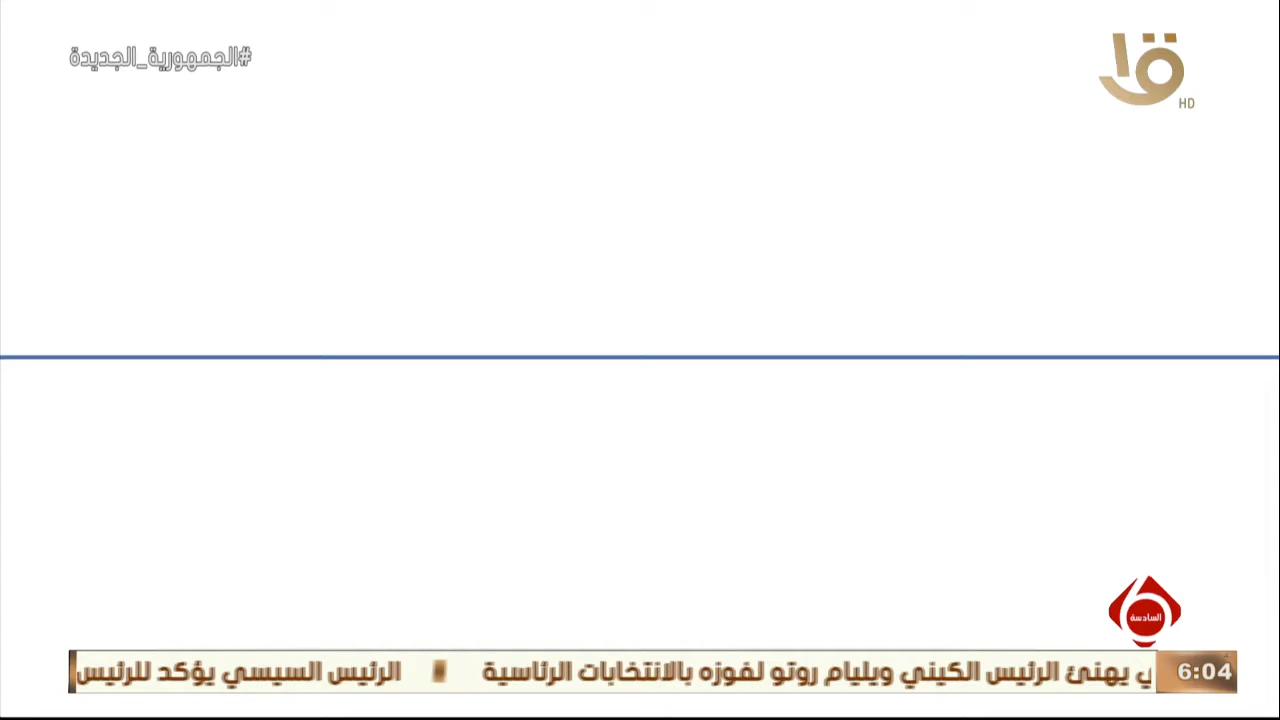 #الجمهورية_الجديدة
HD
السادسة
6:04
ي يهنئ الرئيس الكيني ويليام روتو لفوزه بالانتخابات الرئاسية
الرئيس السيسي يؤكد للرئيس